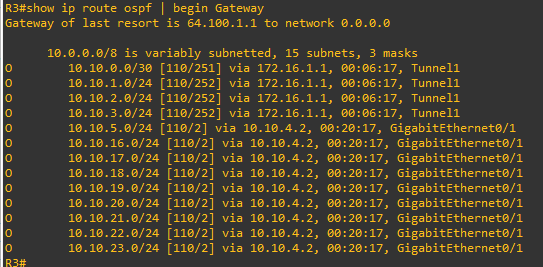 R3#show ip route ospf | begin Gateway
Gateway of last resort is 64.100.1.1 to network 0.0.0.0

      10.0.0.0/8 is variably subnetted, 15 subnets, 3 masks
O        10.10.0.0/30 [110/251] via 172.16.1.1, 00:06:17, Tunnel1
O        10.10.1.0/24 [110/252] via 172.16.1.1, 00:06:17, Tunnel1
O        10.10.2.0/24 [110/252] via 172.16.1.1, 00:06:17, Tunnel1
O        10.10.3.0/24 [110/252] via 172.16.1.1, 00:06:17, Tunnel1
O        10.10.5.0/24 [110/2] via 10.10.4.2, 00:20:17, GigabitEthernet0/1
O        10.10.16.0/24 [110/2] via 10.10.4.2, 00:20:17, GigabitEthernet0/1
O        10.10.17.0/24 [110/2] via 10.10.4.2, 00:20:17, GigabitEthernet0/1
O        10.10.18.0/24 [110/2] via 10.10.4.2, 00:20:17, GigabitEthernet0/1
O        10.10.19.0/24 [110/2] via 10.10.4.2, 00:20:17, GigabitEthernet0/1
O        10.10.20.0/24 [110/2] via 10.10.4.2, 00:20:17, GigabitEthernet0/1
O        10.10.21.0/24 [110/2] via 10.10.4.2, 00:20:17, GigabitEthernet0/1
O        10.10.22.0/24 [110/2] via 10.10.4.2, 00:20:17, GigabitEthernet0/1
O        10.10.23.0/24 [110/2] via 10.10.4.2, 00:20:17, GigabitEthernet0/1
R3#